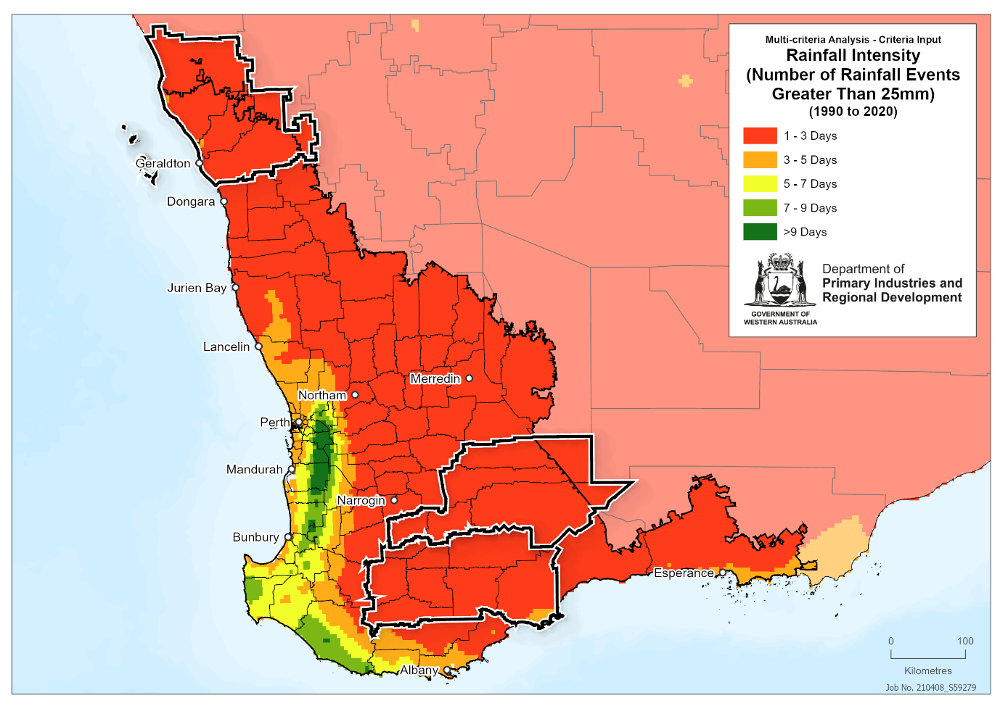 Multi-criteria Analysis - Criteria Input
Rainfall Intensity
(Number of Rainfall Events
Greater Than 25mm)
(1990 to 2020)
1 - 3 Days
3 - 5 Days
5 - 7 Days
7 - 9 Days
>9 Days
GOVERNMENT OF
WESTERN AUSTRALIA
Department of
Primary Industries and
Regional Development
Geraldton
Dongara
Jurien Bay
Lancelin
Merredin
Northam
Perth
Mandurah
Narrogin
Bunbury
Esperance
Albany
0 100
Kilometres
Job No. 210408_S59279